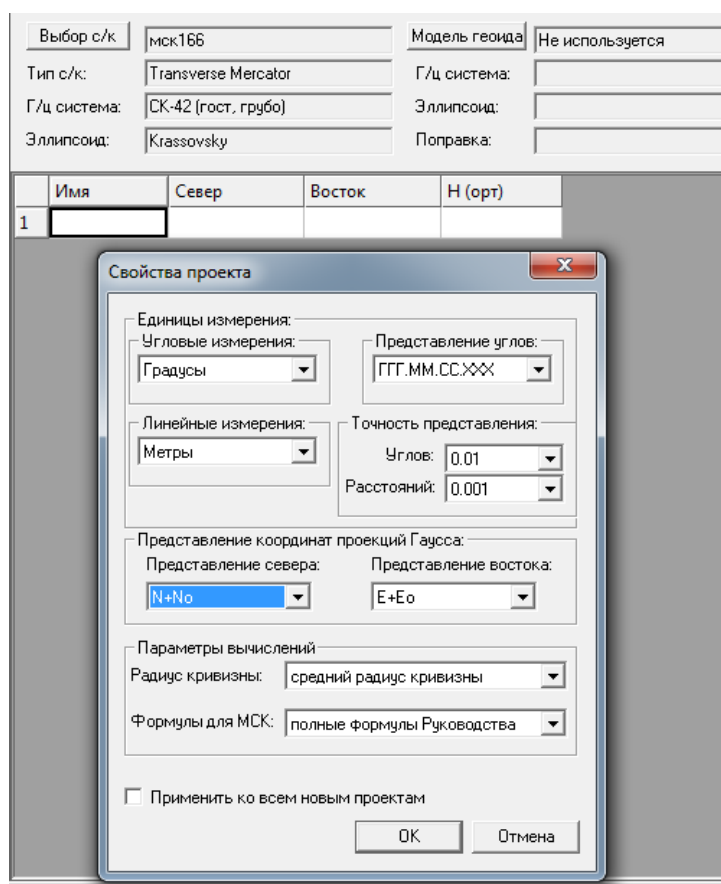 Выбор с/к мск166 Модель геоида Не используется
Тип с/к: Transverse Mercator Г/ц система:
Г/ц система: СК-42 (гост, грубо) Эллипсоид:
Эллипсоид: Krassovsky Поправка:
Имя Север Восток H (орт)
1
Свойства проекта
Единицы измерения:
Угловые измерения: Представление углов:
Градусы ГГГ.ММ.СС.XXX
Линейные измерения: Точность представления:
Метры Углов: 0.01
Расстояний: 0.001
Представление координат проекций Гаусса:
Представление севера: Представление востока:
N+No E+Eo
Параметры вычислений
Радиус кривизны: средний радиус кривизны
Формулы для МСК: полные формулы Руководства
Применить ко всем новым проектам
OK Отмена